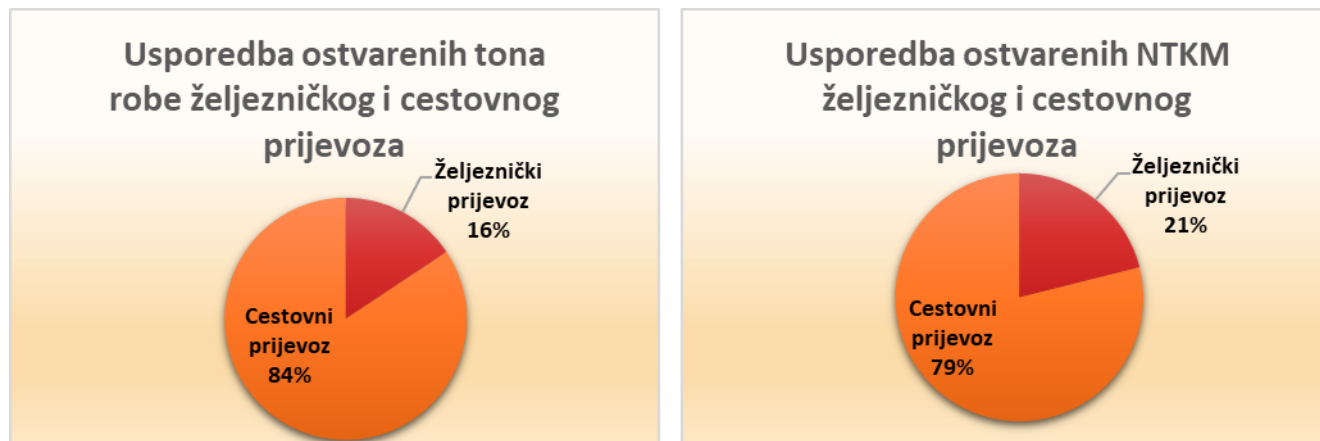 Usporedba ostvarenih tona
robe željezničkog i cestovnog
prijevoza
Željeznički
prijevoz
16%
Cestovni
prijevoz
84%
Usporedba ostvarenih NTKM
željezničkog i cestovnog
prijevoza
Željeznički
prijevoz
21%
Cestovni
prijevoz
79%